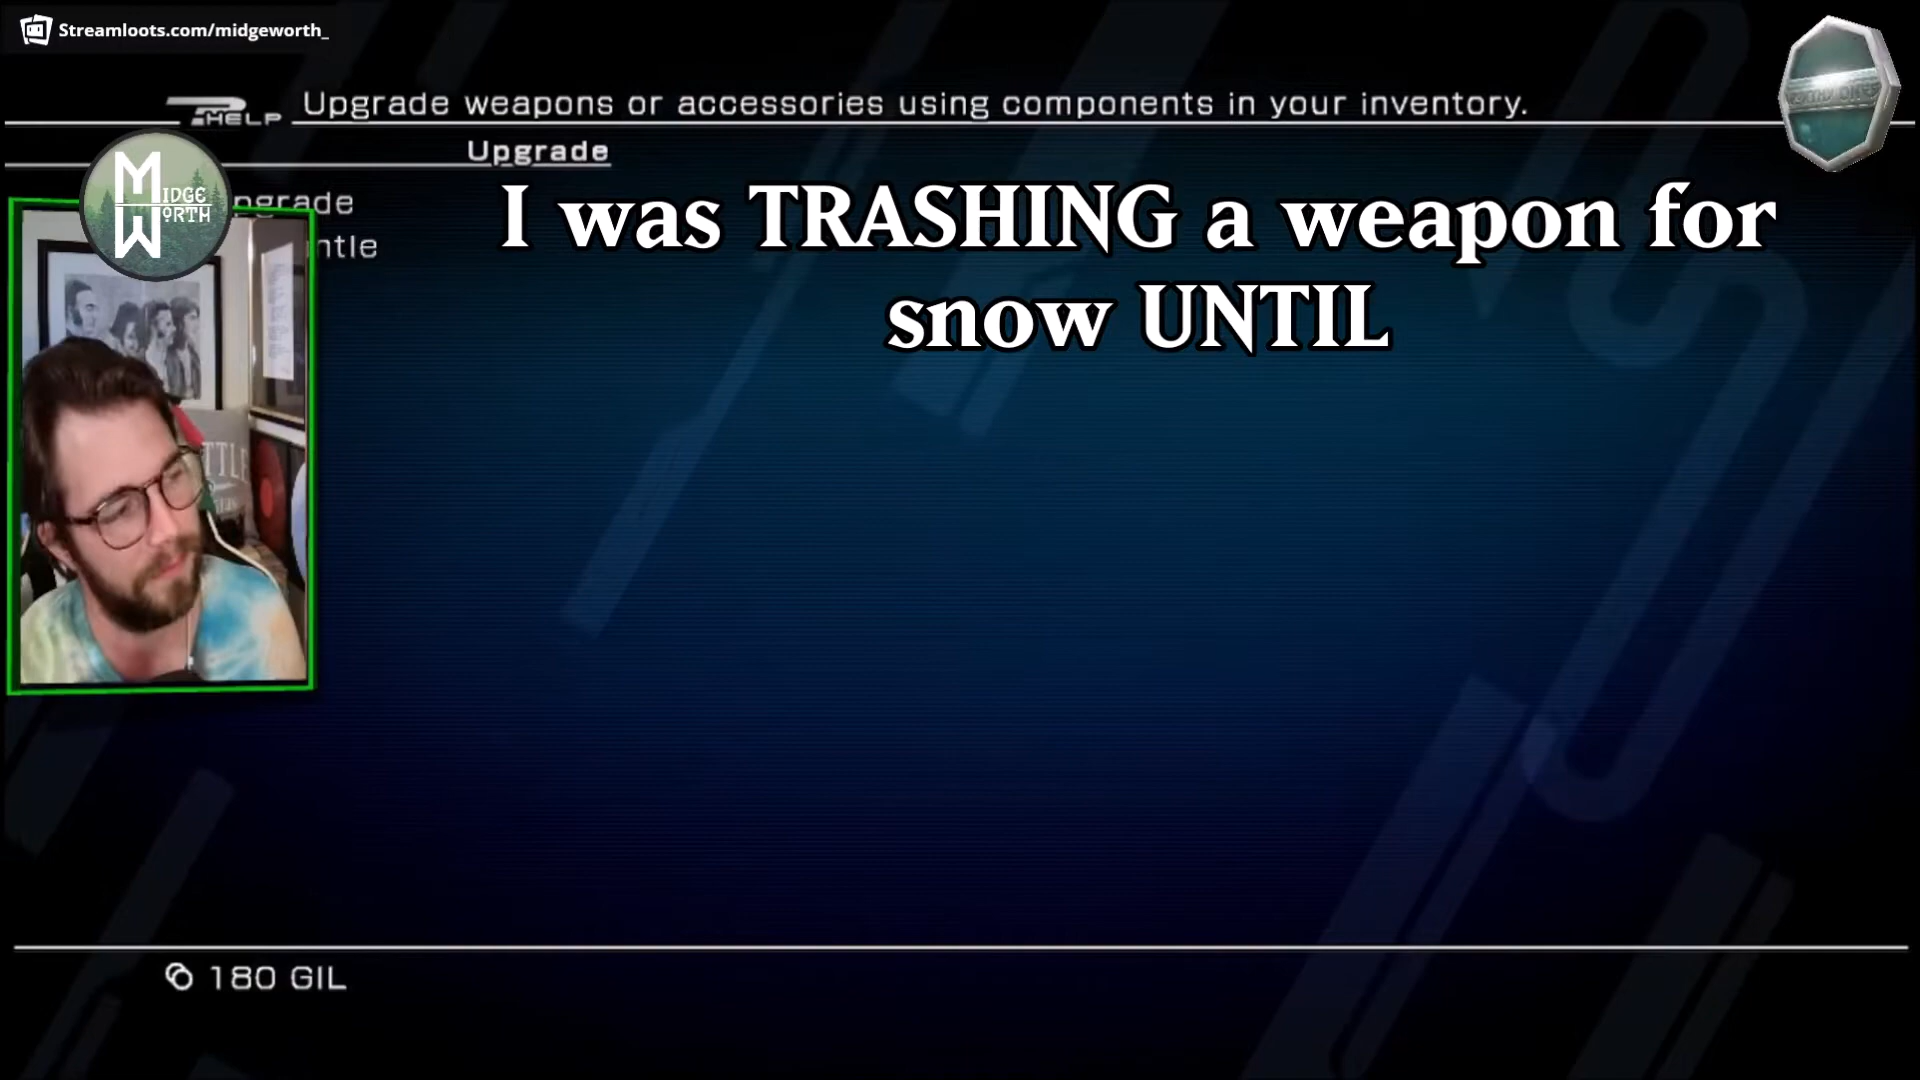 Streamloots.com/midgeworth_
HELP Upgrade weapons or accessories using components in your inventory.
Upgrade
MIDGE
WORTH
pgrade
ntle
I was TRASHING a weapon for
snow UNTIL
180 GIL